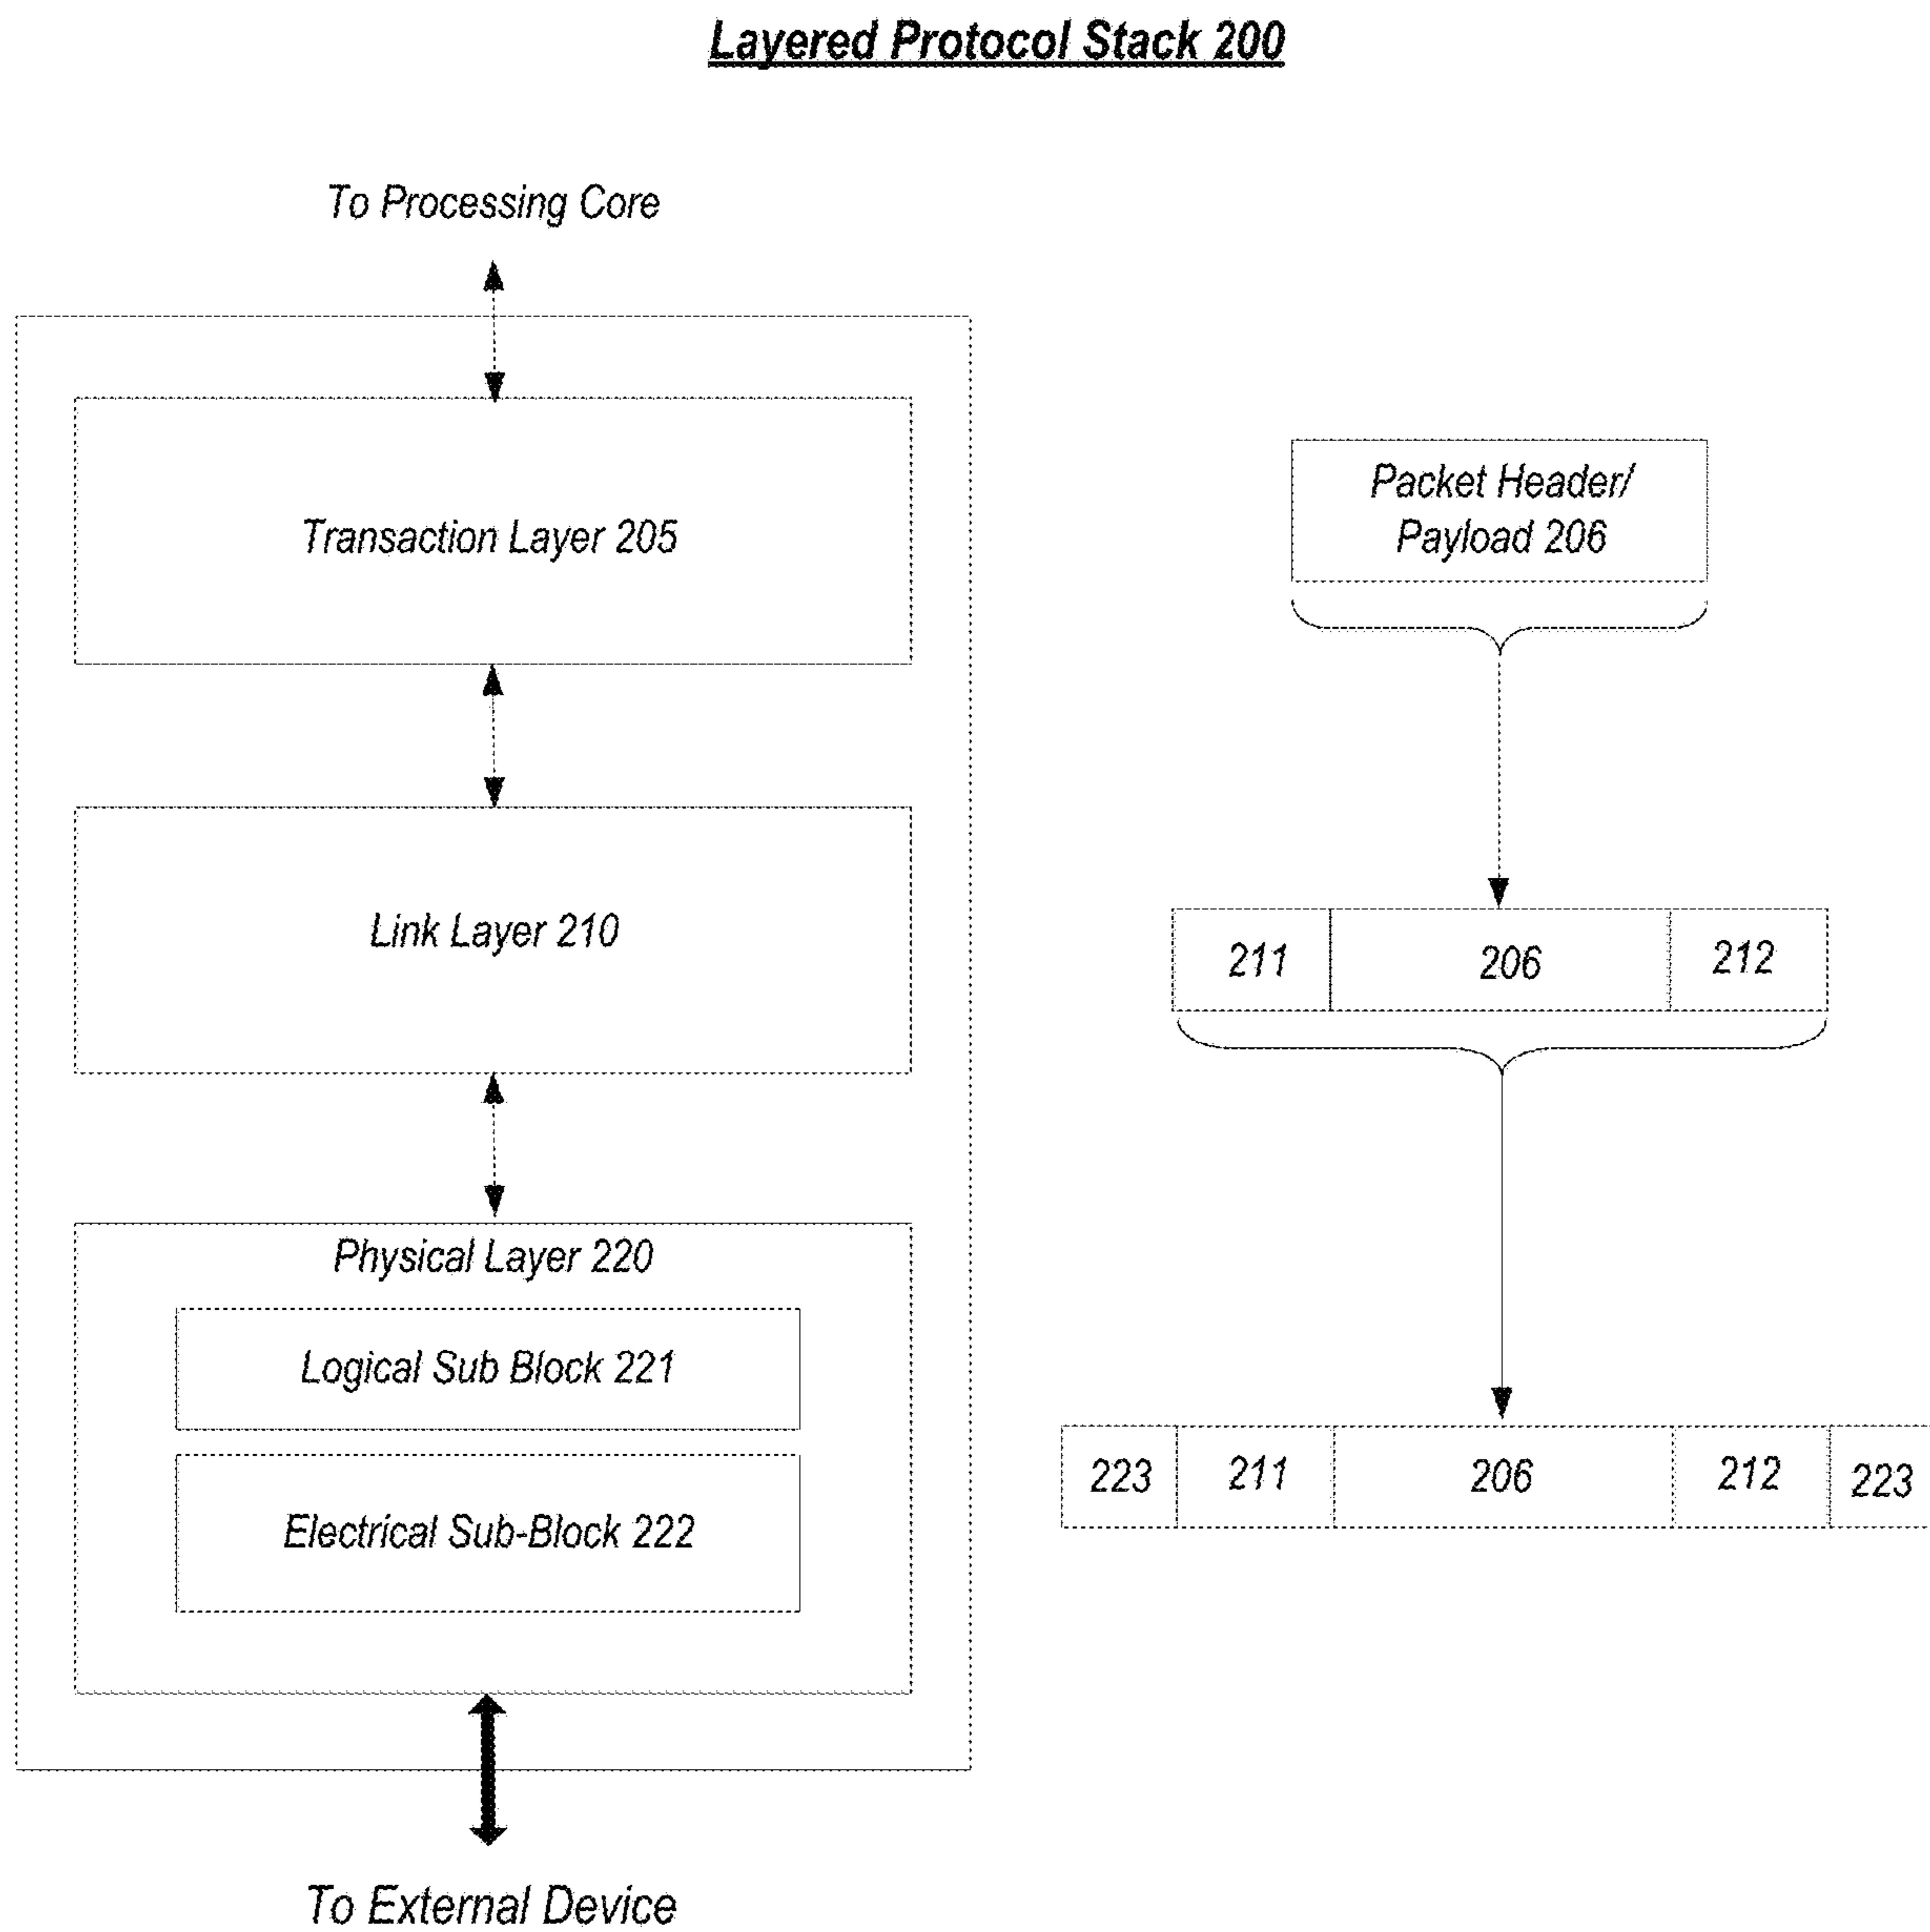 Layered Protocol Stack 200
To Processing Core
Transaction Layer 205
Packet Header/
Payload 206
Link Layer 210
211 206 212
Physical Layer 220
Logical Sub Block 221
Electrical Sub-Block 222
223 211 206 212 223
To External Device